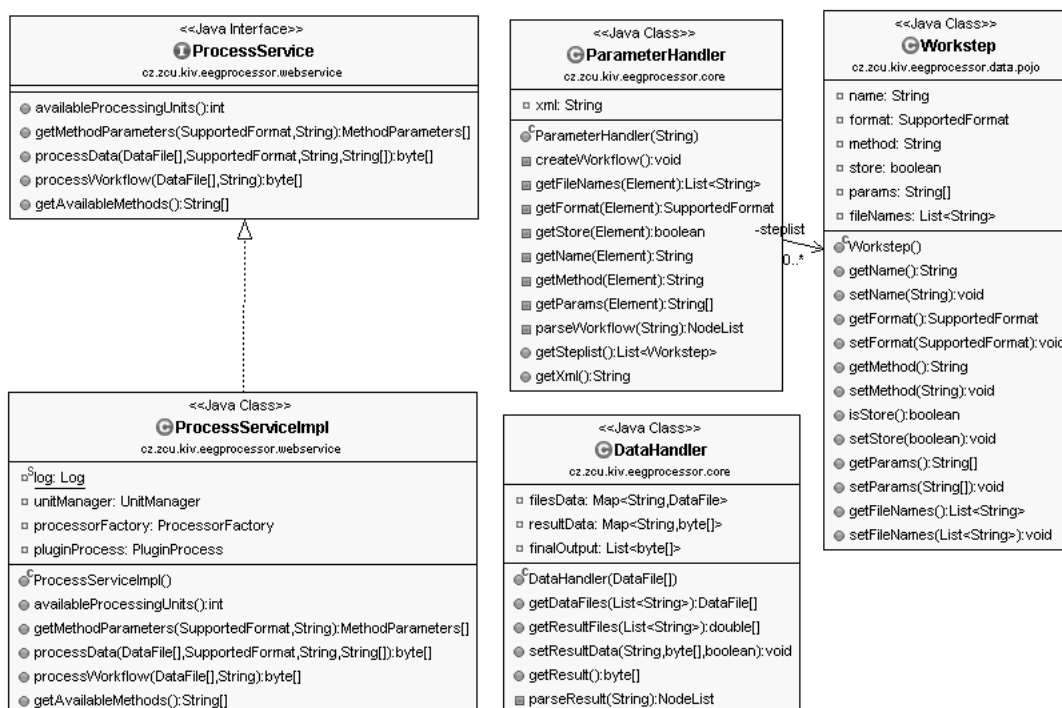 <<Java Interface>>
ProcessService
cz.zcu.kiv.eegprocessor.webservice
availableProcessingUnits():int
getMethodParameters(SupportedFormat,String):MethodParameters[]
processData(DataFile[],SupportedFormat,String,String[]):byte[]
processWorkflow(DataFile[],String):byte[]
getAvailableMethods():String[]
<<Java Class>>
ParameterHandler
cz.zcu.kiv.eegprocessor.core
xml: String
ParameterHandler(String)
createWorkflow():void
getFileNames(Element):List<String>
getFormat(Element):SupportedFormat
getStore(Element):boolean
getName(Element):String
getMethod(Element):String
getParams(Element):String[]
parseWorkflow(String):NodeList
getSteplist():List<Workstep>
getXml():String
-steplist
0..*
<<Java Class>>
Workstep
cz.zcu.kiv.eegprocessor.data.pojo
name: String
format: SupportedFormat
method: String
store: boolean
params: String[]
fileNames: List<String>
Workstep()
getName():String
setName(String):void
getFormat():SupportedFormat
setFormat(SupportedFormat):void
getMethod():String
setMethod(String):void
isStore():boolean
setStore(boolean):void
getParams():String[]
setParams(String[]):void
getFileNames():List<String>
setFileNames(List<String>):void
<<Java Class>>
ProcessServiceImpl
cz.zcu.kiv.eegprocessor.webservice
log: Log
unitManager: UnitManager
processorFactory: ProcessorFactory
pluginProcess: PluginProcess
ProcessServiceImpl()
availableProcessingUnits():int
getMethodParameters(SupportedFormat,String):MethodParameters[]
processData(DataFile[],SupportedFormat,String,String[]):byte[]
processWorkflow(DataFile[],String):byte[]
getAvailableMethods():String[]
<<Java Class>>
DataHandler
cz.zcu.kiv.eegprocessor.core
filesData: Map<String,DataFile>
resultData: Map<String,byte[]>
finalOutput: List<byte[]>
DataHandler(DataFile[])
getDataFiles(List<String>):DataFile[]
getResultFiles(List<String>):double[]
setResultData(String,byte[],boolean):void
getResult():byte[]
parseResult(String):NodeList